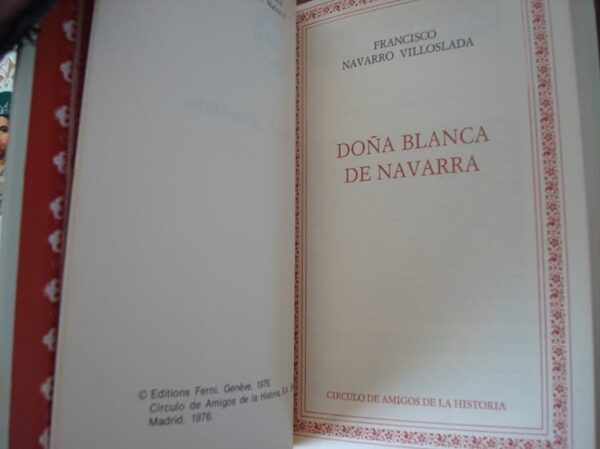 © Editions Ferni. Genève, 1976.
Círculo de Amigos de la Historia, S.A.
Madrid, 1976.
FRANCISCO
NAVARRO VILLOSLADA
DOÑA BLANCA
DE NAVARRA
CIRCULO DE AMIGOS DE LA HISTORIA